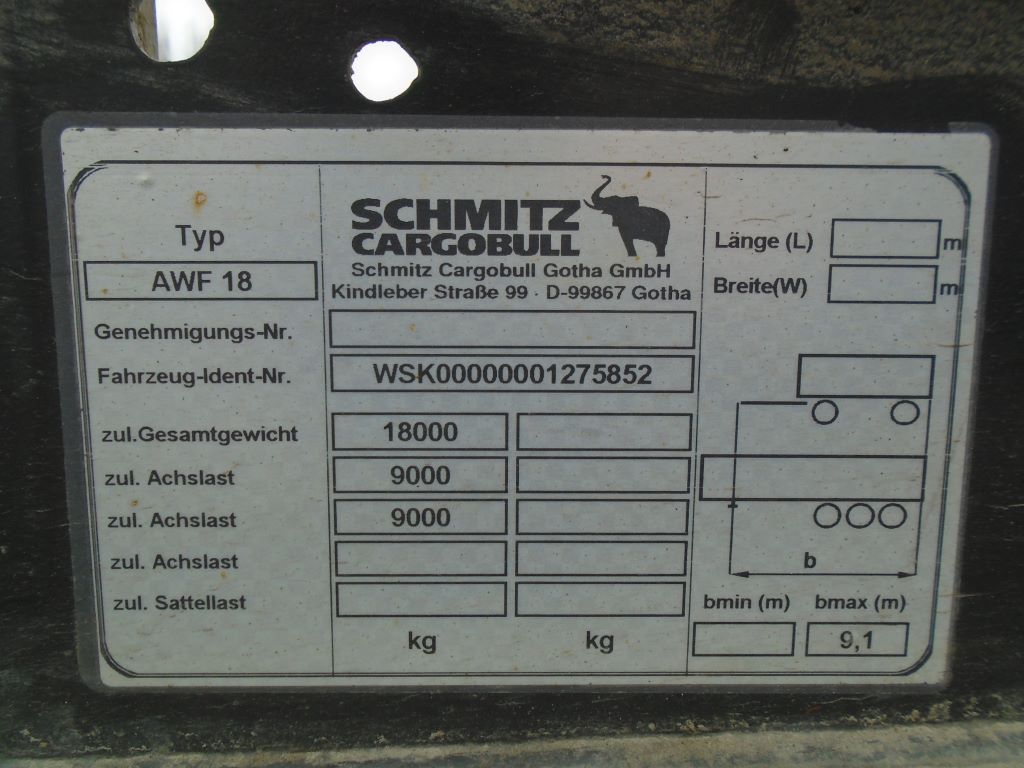 Typ
AWF 18
SCHMITZ
CARGOBULL
Schmitz Cargobull Gotha GmbH
Kindleber Straße 99 · D-99867 Gotha
Länge (L) m
Breite(W) m
Genehmigungs-Nr.
Fahrzeug-Ident-Nr. WSK00000001275852
zul.Gesamtgewicht 18000
zul. Achslast 9000
zul. Achslast 9000
zul. Achslast
zul. Sattellast
kg kg
b
bmin (m) bmax (m)
9,1